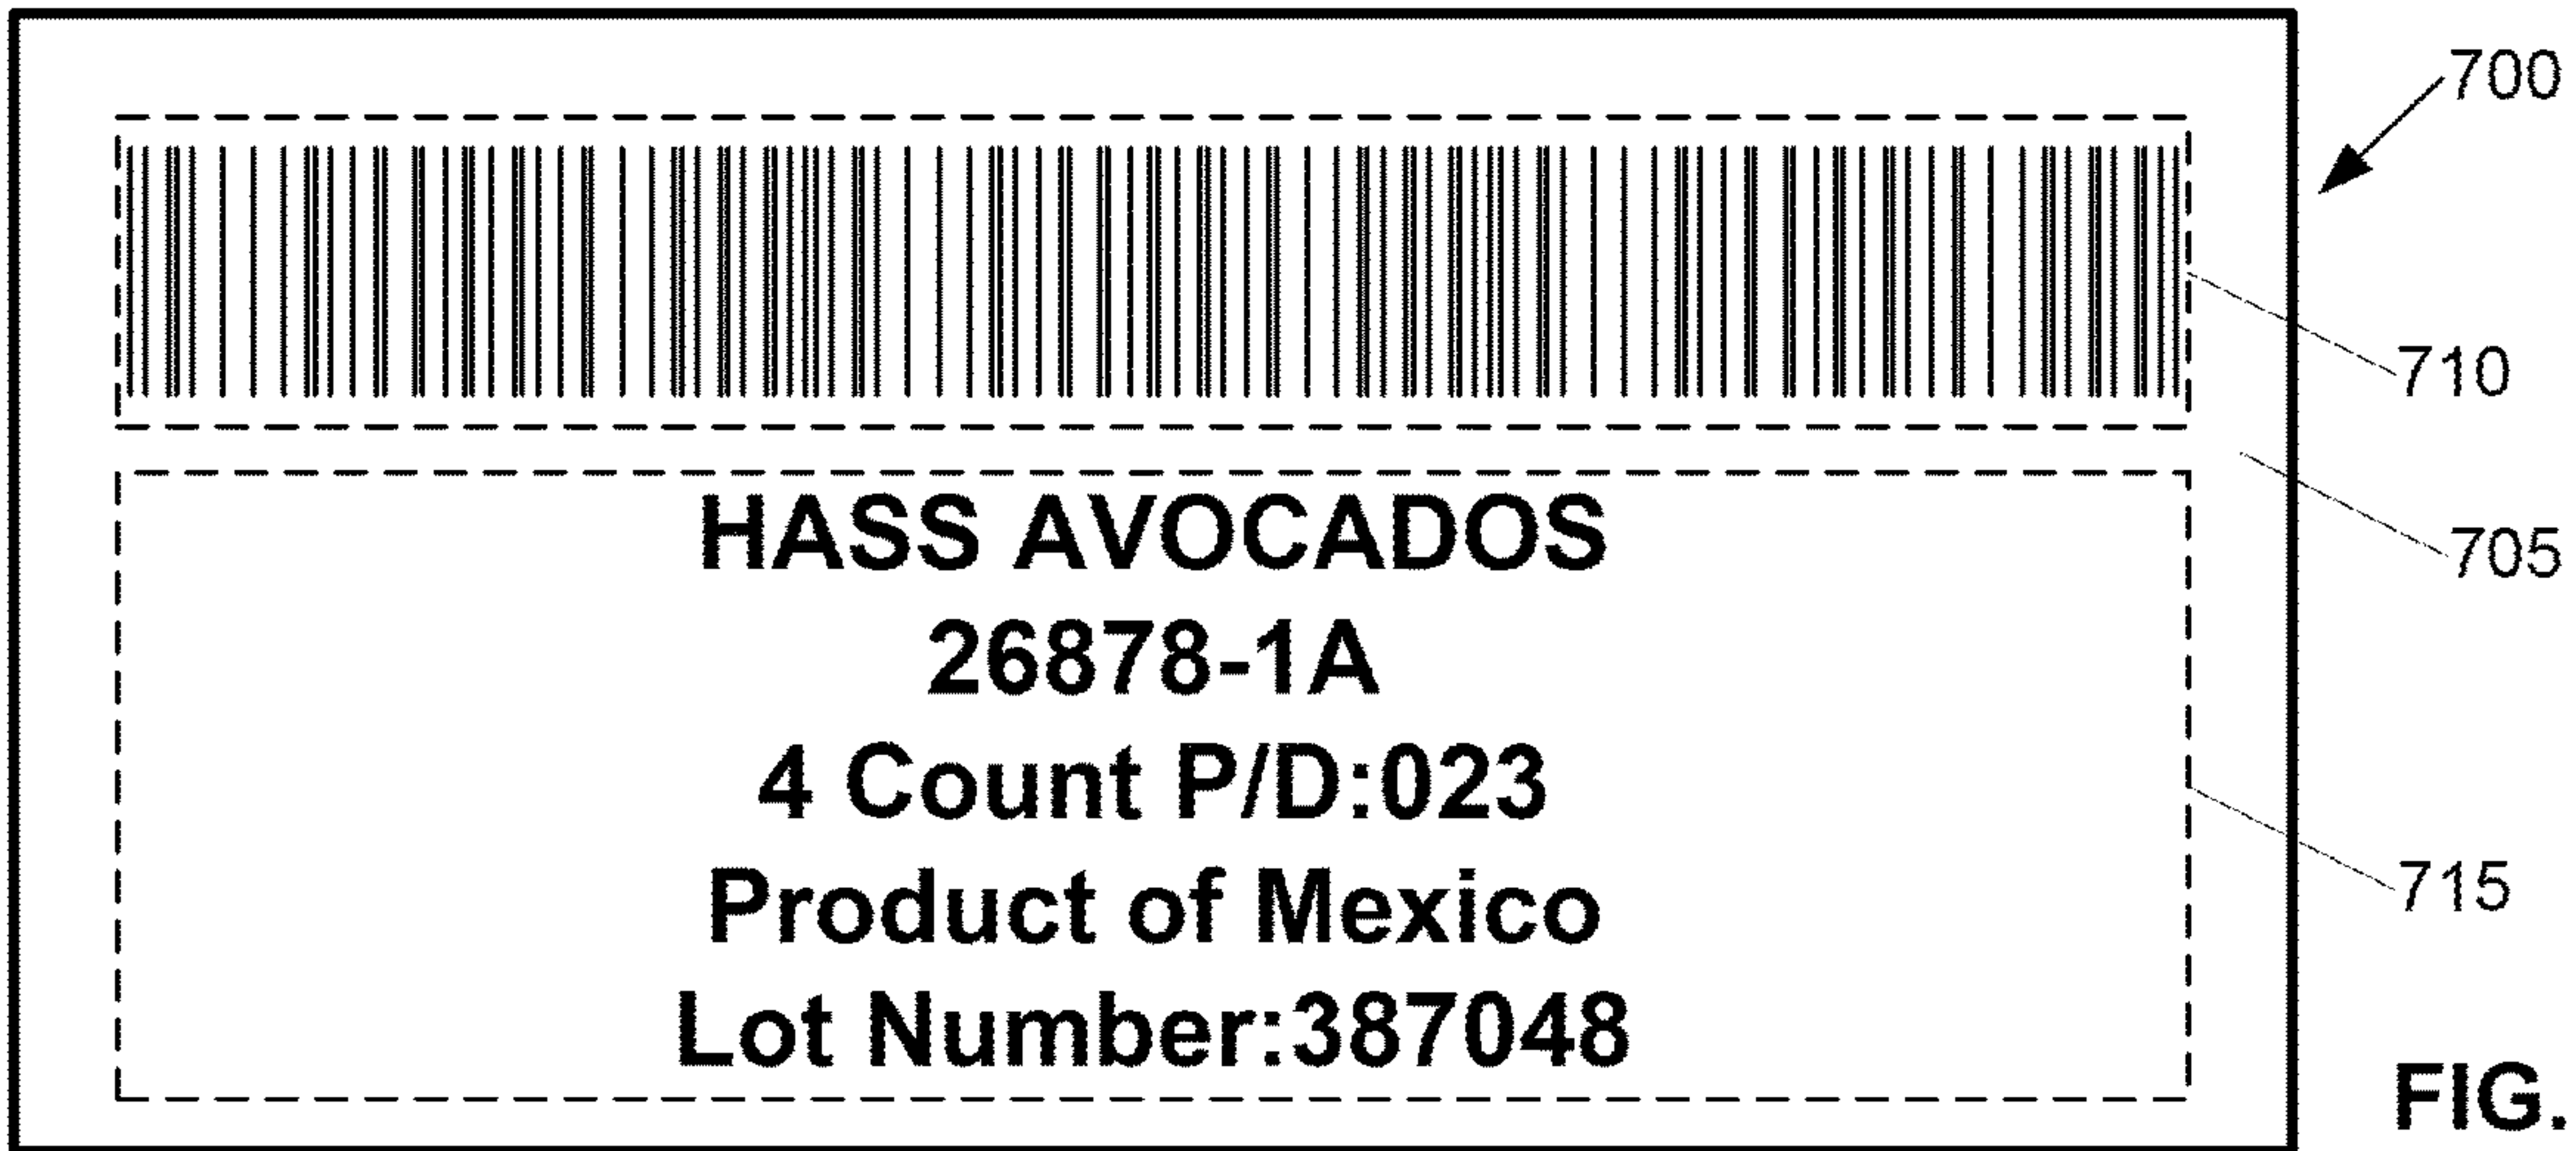 700
710
705
HASS AVOCADOS
26878-1A
4 Count P/D:023
Product of Mexico
Lot Number:387048
715
FIG.